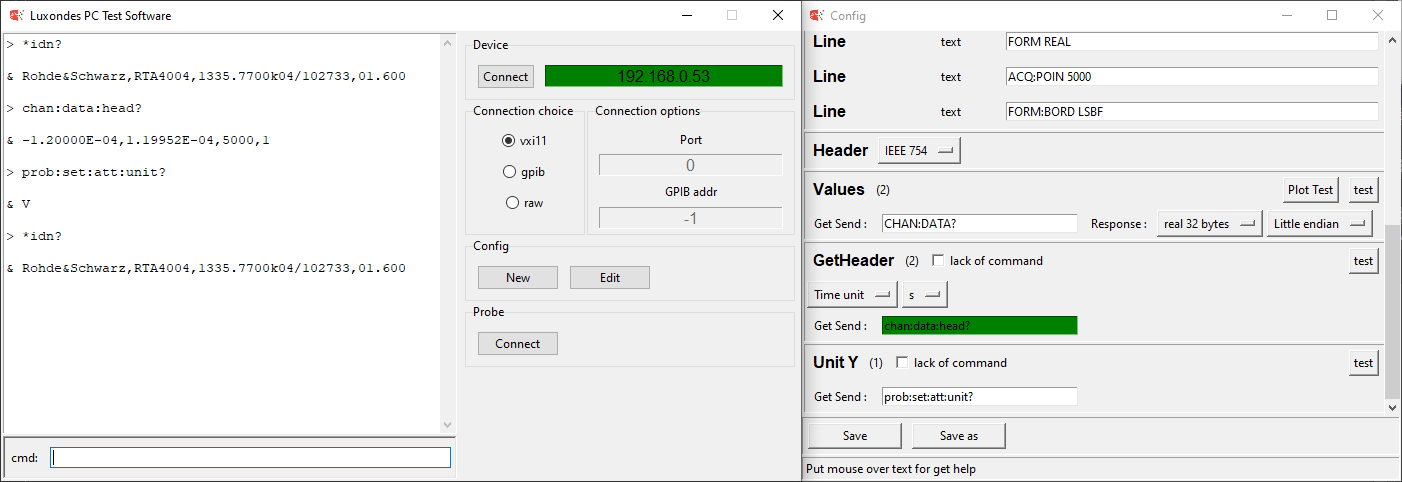 Luxondes PC Test Software
> *idn?
& Rohde&Schwarz,RTA4004,1335.7700k04/102733,01.600
> chan:data:head?
& -1.20000E-04,1.19952E-04,5000,1
> prob:set:att:unit?
& V
> *idn?
& Rohde&Schwarz,RTA4004,1335.7700k04/102733,01.600
cmd:
Device
Connect 192.168.0.53
Connection choice
vxi11
gpib
raw
Connection options
Port
0
GPIB addr
-1
Config
New Edit
Probe
Connect
Config
Line text FORM REAL
Line text ACQ:POIN 5000
Line text FORM:BORD LSBF
Header IEEE 754
Values (2) Plot Test test
Get Send : CHAN:DATA? Response : real 32 bytes Little endian
GetHeader (2) lack of command test
Time unit s
Get Send : chan:data:head?
Unit Y (1) lack of command test
Get Send : prob:set:att:unit?
Save Save as
Put mouse over text for get help